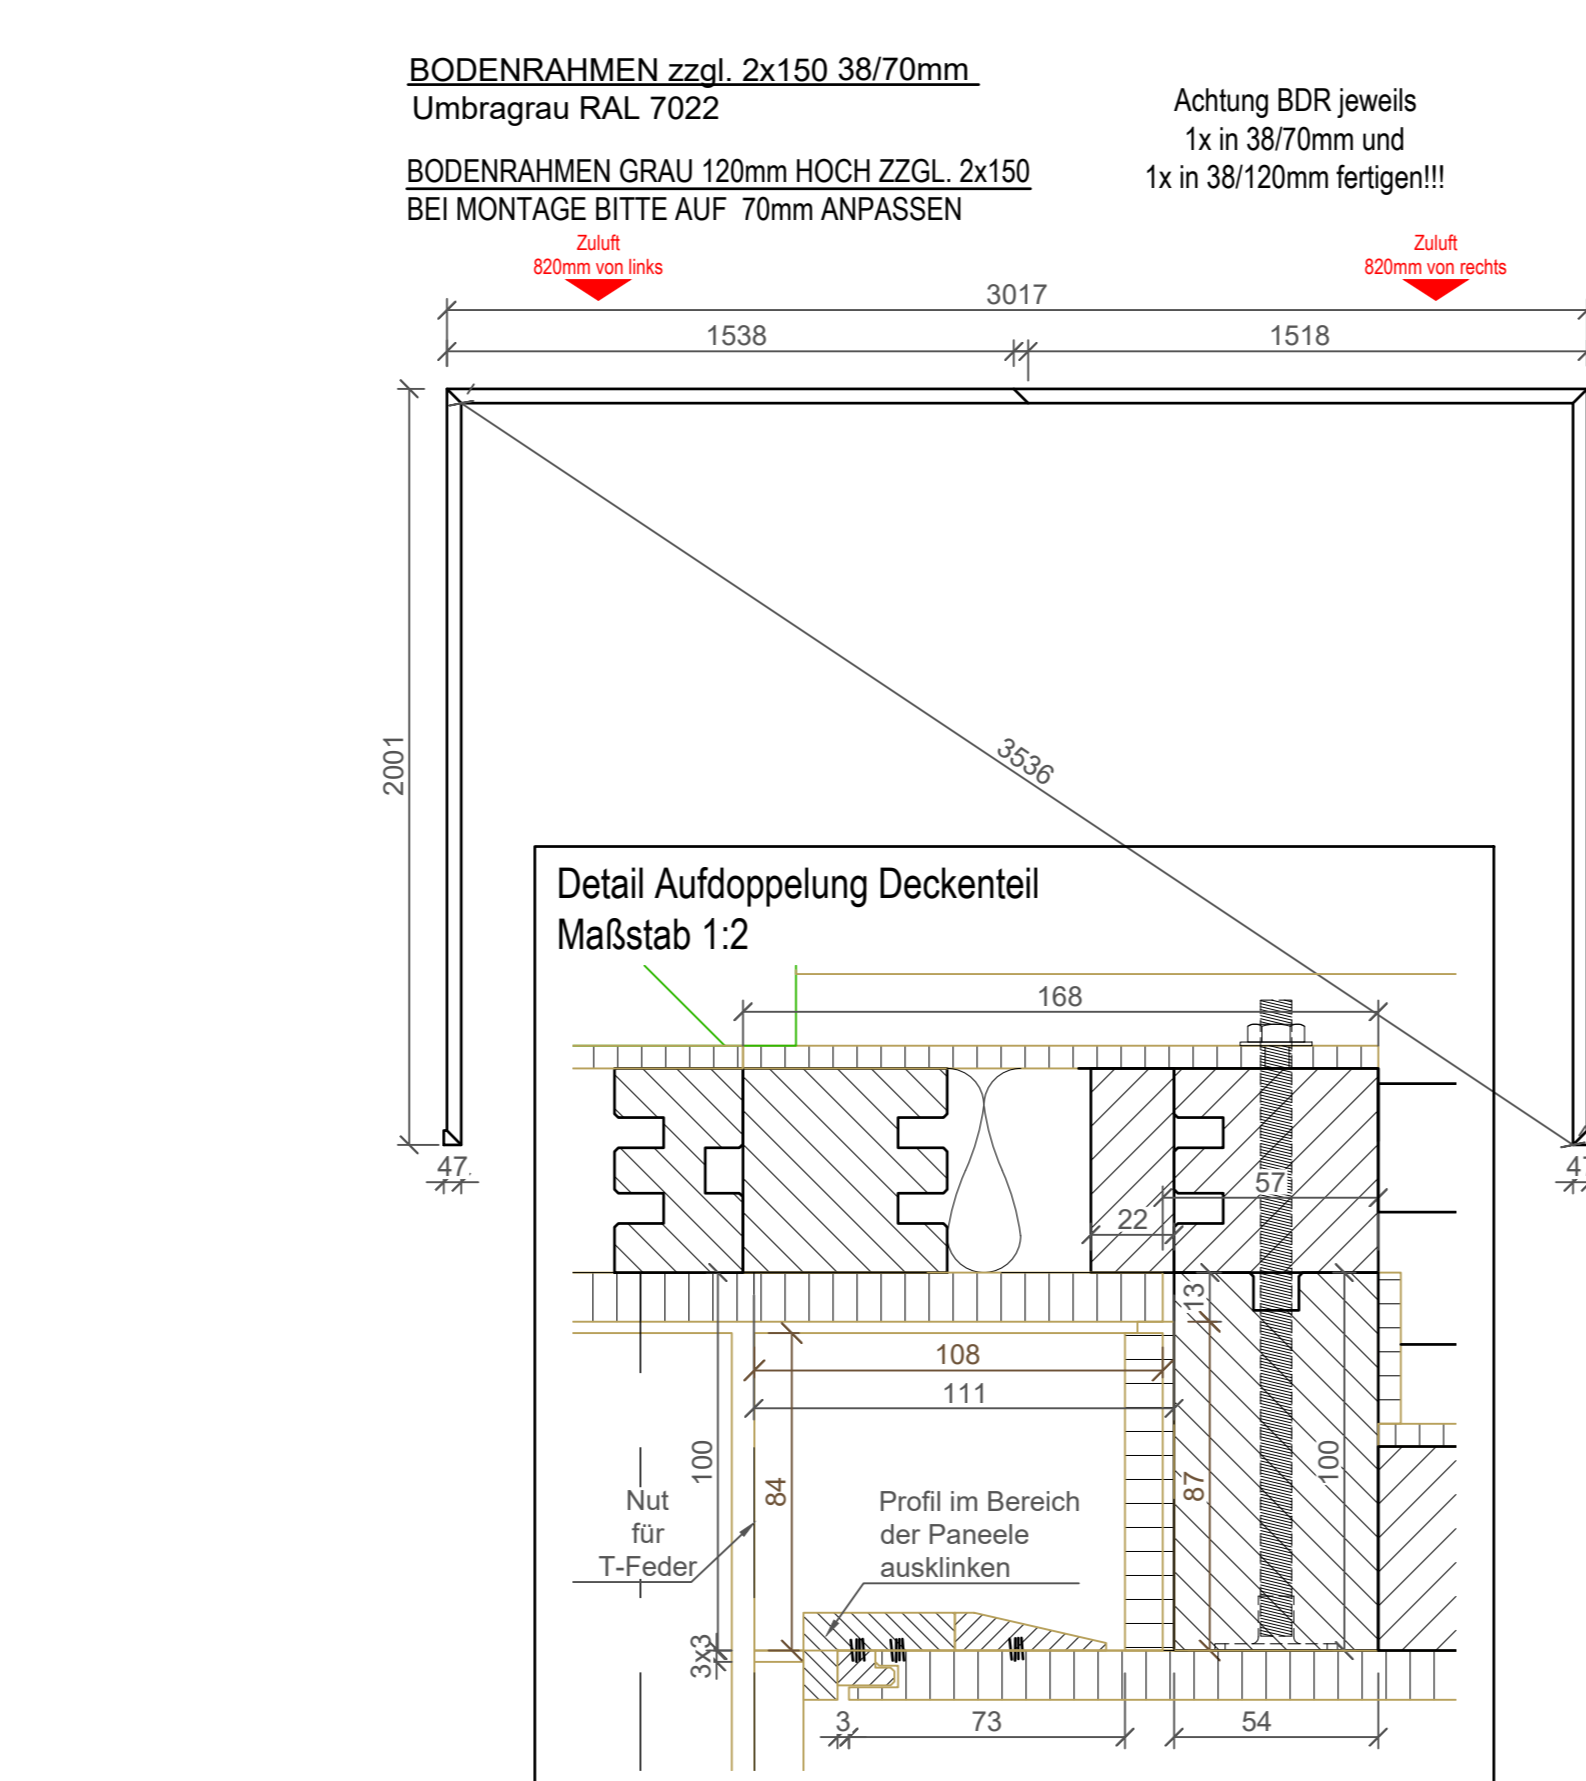 BODENRAHMEN zzgl. 2x150 38/70mm
Umbragrau RAL 7022
Achtung BDR jeweils
1x in 38/70mm und
1x in 38/120mm fertigen!!!
BODENRAHMEN GRAU 120mm HOCH ZZGL. 2x150
BEI MONTAGE BITTE AUF 70mm ANPASSEN
Zuluft
820mm von links
Zuluft
820mm von rechts
3017
1538
1518
2001
3536
47
Detail Aufdoppelung Deckenteil
Maßstab 1:2
168
57
22
13
108
111
100
84
87
100
Nut
für
T-Feder
Profil im Bereich
der Paneele
ausklinken
3x3
3
73
54